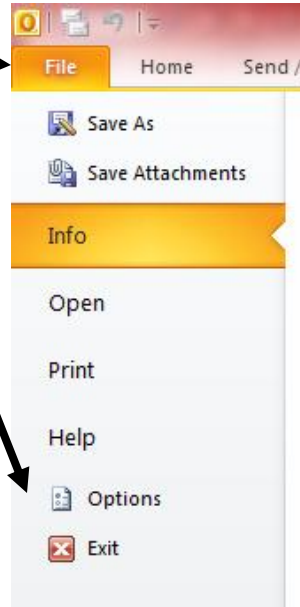 File Home Send /
Save As
Save Attachments
Info
Open
Print
Help
Options
Exit